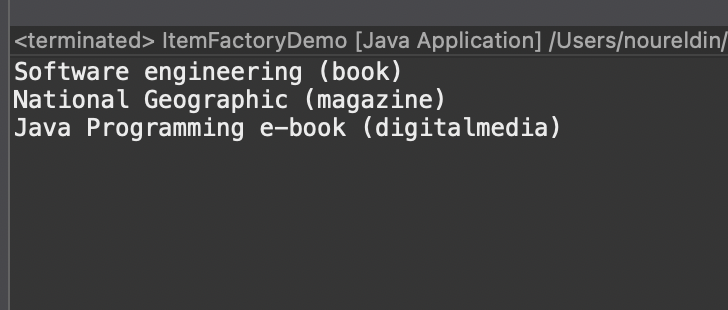 <terminated> ItemFactoryDemo [Java Application] /Users/noureldin/
Software engineering (book)
National Geographic (magazine)
Java Programming e-book (digitalmedia)